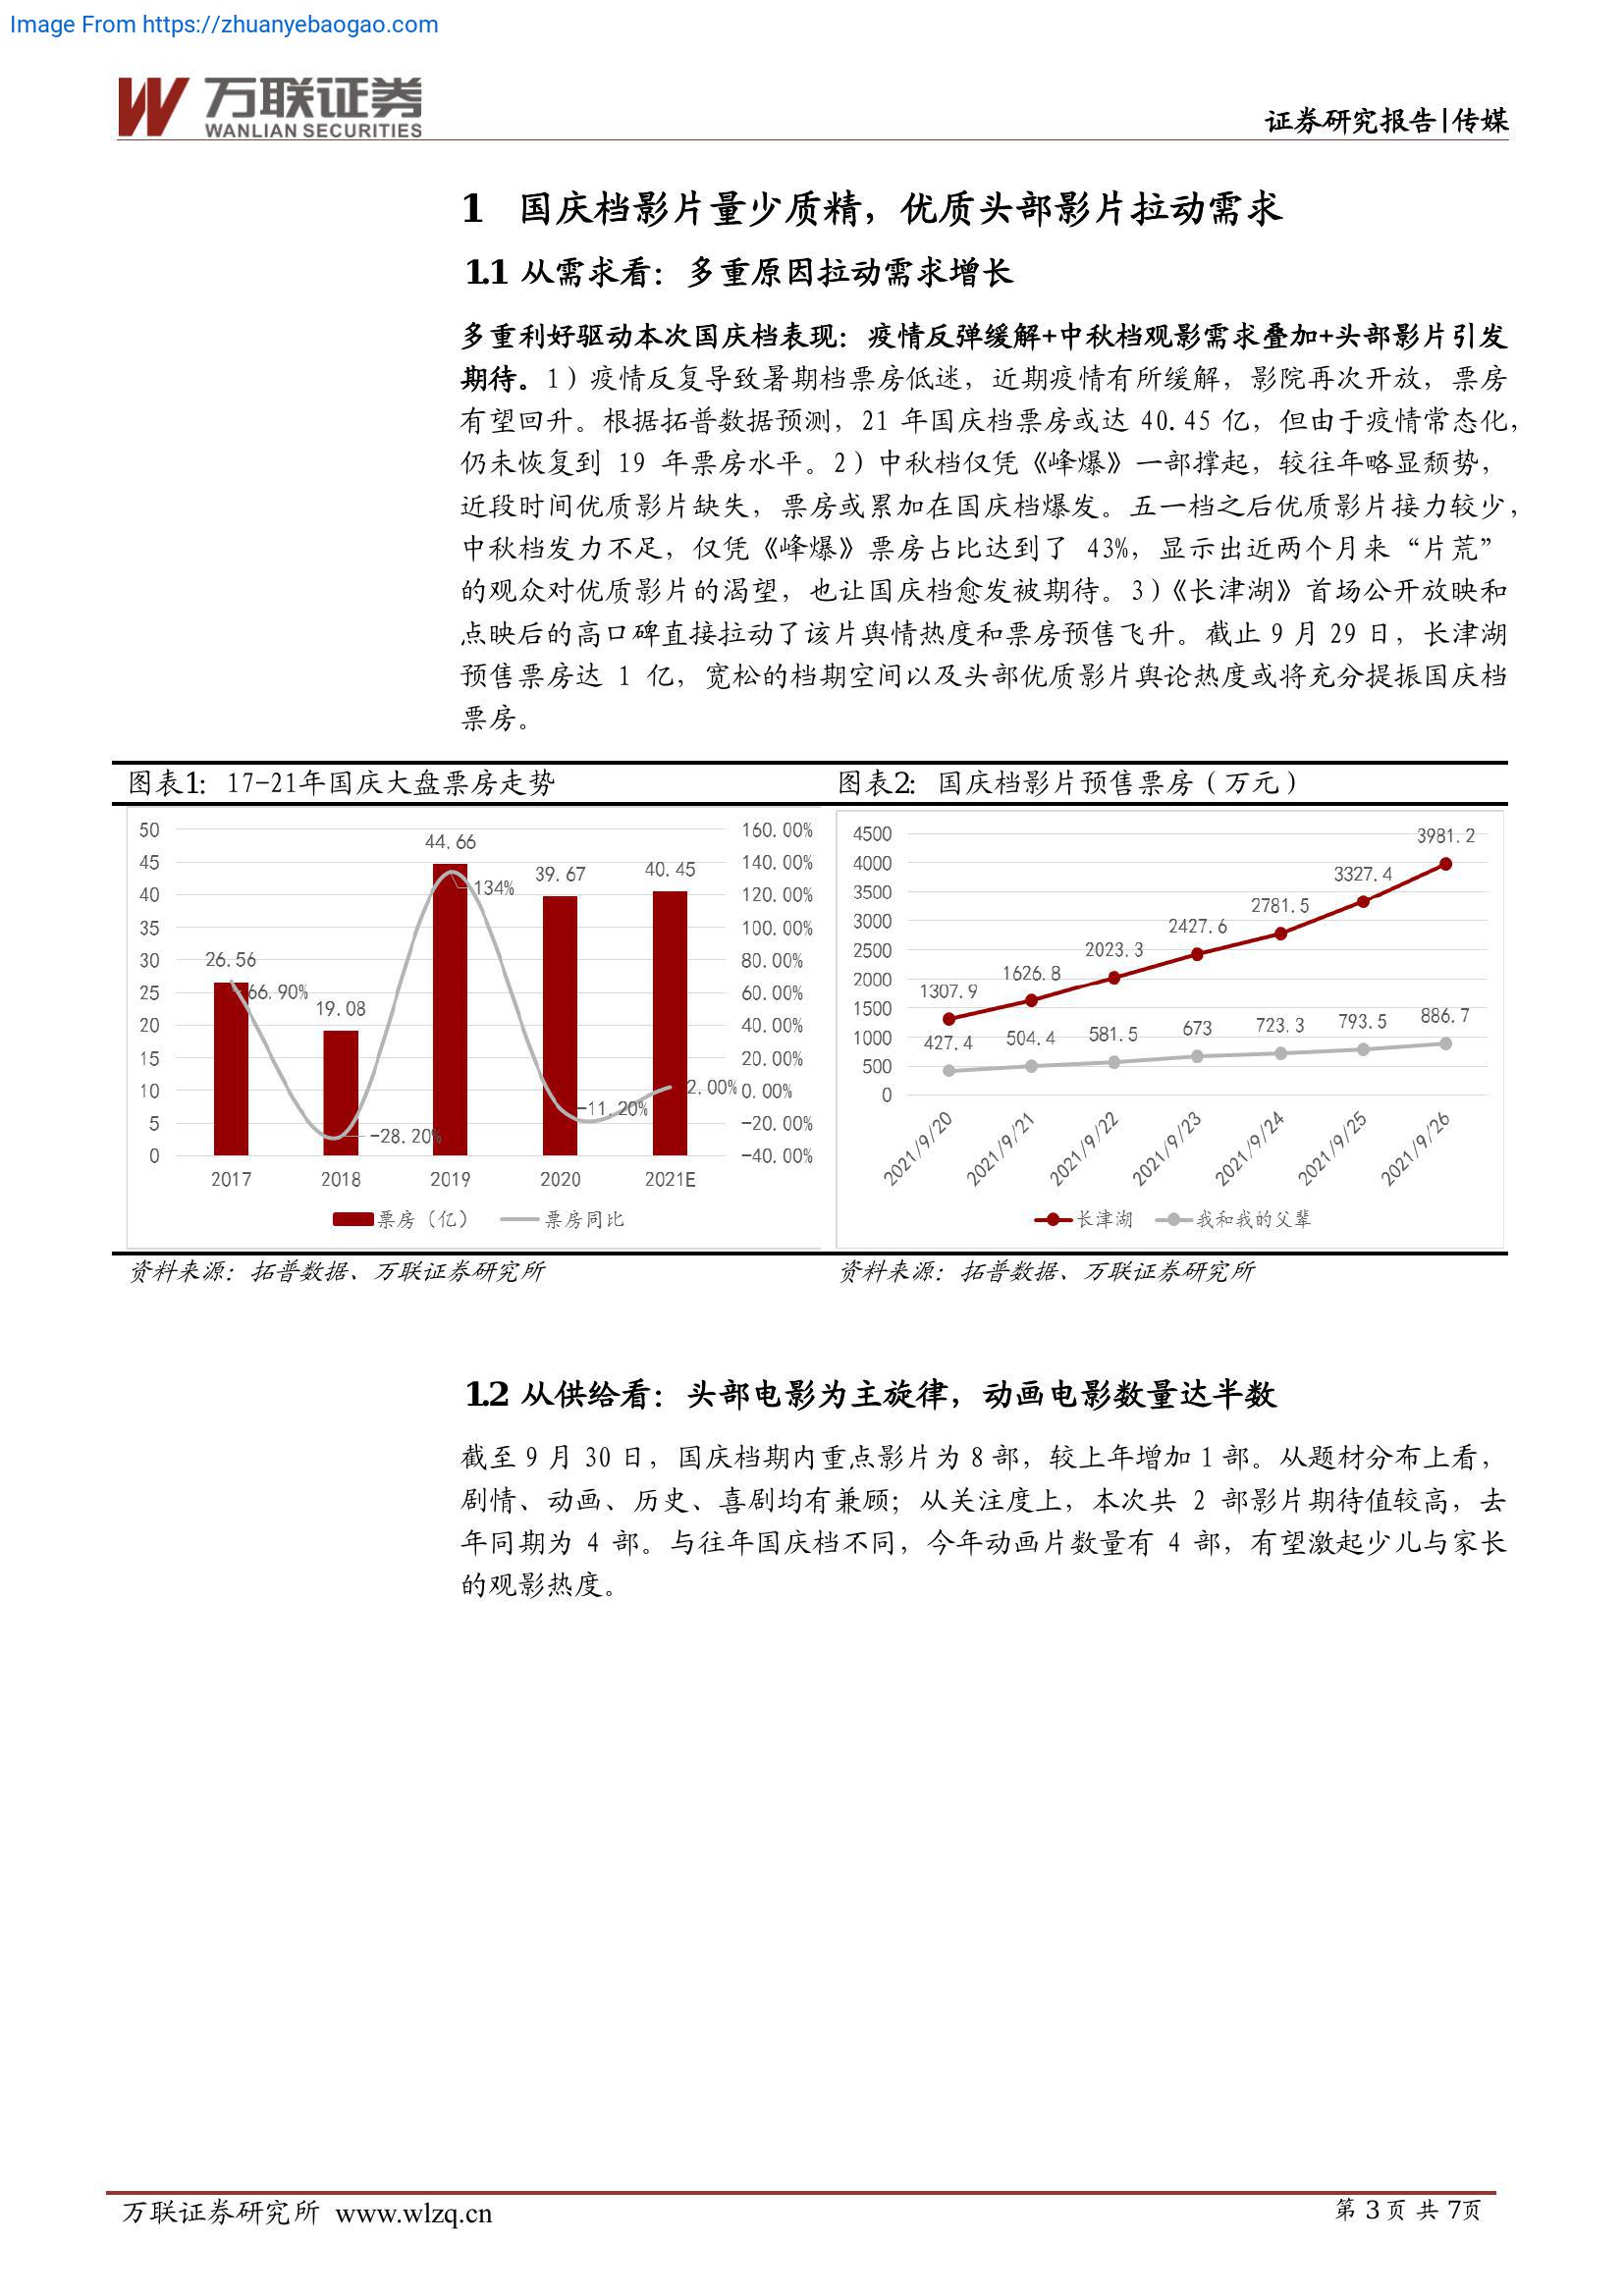 Image From https://zhuanyebaogao.com
万联证券
WANLIAN SECURITIES
证券研究报告|传媒
1 国庆档影片量少质精，优质头部影片拉动需求
1.1 从需求看：多重原因拉动需求增长
多重利好驱动本次国庆档表现：疫情反弹缓解+中秋档观影需求叠加+头部影片引发
期待。1）疫情反复导致暑期档票房低迷，近期疫情有所缓解，影院再次开放，票房
有望回升。根据拓普数据预测，21 年国庆档票房或达 40.45 亿，但由于疫情常态化，
仍未恢复到 19 年票房水平。2）中秋档仅凭《峰爆》一部撑起，较往年略显颓势，
近段时间优质影片缺失，票房或累加在国庆档爆发。五一档之后优质影片接力较少，
中秋档发力不足，仅凭《峰爆》票房占比达到了 43%，显示出近两个月来“片荒”
的观众对优质影片的渴望，也让国庆档愈发被期待。3）《长津湖》首场公开放映和
点映后的高口碑直接拉动了该片舆情热度和票房预售飞升。截止 9 月 29 日，长津湖
预售票房达 1 亿，宽松的档期空间以及头部优质影片舆论热度或将充分提振国庆档
票房。
图表1：17-21年国庆大盘票房走势
50
45
40
35
30
25
20
15
10
5
0
160.00%
140.00%
120.00%
100.00%
80.00%
60.00%
40.00%
20.00%
0.00%
-20.00%
-40.00%
26.56
19.08
44.66
39.67
40.45
66.90%
-28.20%
134%
-11.20%
2.00%
2017 2018 2019 2020 2021E
票房（亿） 票房同比
资料来源：拓普数据、万联证券研究所
图表2：国庆档影片预售票房（万元）
4500
4000
3500
3000
2500
2000
1500
1000
500
0
1307.9
1626.8
2023.3
2427.6
2781.5
3327.4
3981.2
427.4
504.4
581.5
673
723.3
793.5
886.7
2021/9/20
2021/9/21
2021/9/22
2021/9/23
2021/9/24
2021/9/25
2021/9/26
长津湖 我和我的父辈
资料来源：拓普数据、万联证券研究所
1.2 从供给看：头部电影为主旋律，动画电影数量达半数
截至 9 月 30 日，国庆档期内重点影片为 8 部，较上年增加 1 部。从题材分布上看，
剧情、动画、历史、喜剧均有兼顾；从关注度上，本次共 2 部影片期待值较高，去
年同期为 4 部。与往年国庆档不同，今年动画片数量有 4 部，有望激起少儿与家长
的观影热度。
万联证券研究所 www.wlzq.cn
第 3 页 共 7 页